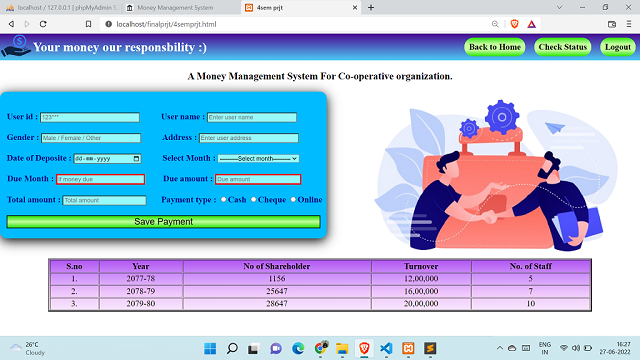 localhost / 127.0.0.1 | phpMyAdmin 5
Money Management System
4sem prjt
localhost/finalprjt/4semprjt.html
Your money our responsbility :)
Back to Home
Check Status
Logout
A Money Management System For Co-operative organization.
User id : 123*** User name : Enter user name
Gender : Male / Female / Other Address : Enter user address
Date of Deposite : dd-mm-yyyy Select Month : --------Select month--------
Due Month : If money due Due amount : Due amount
Total amount : Total amount Payment type : Cash Cheque Online
Save Payment
S.no Year No of Shareholder Turnover No. of Staff
1. 2077-78 1156 12,00,000 5
2. 2078-79 25647 16,00,000 7
3. 2079-80 28647 20,00,000 10
26°C
Cloudy
ENG
IN
16:27
27-06-2022